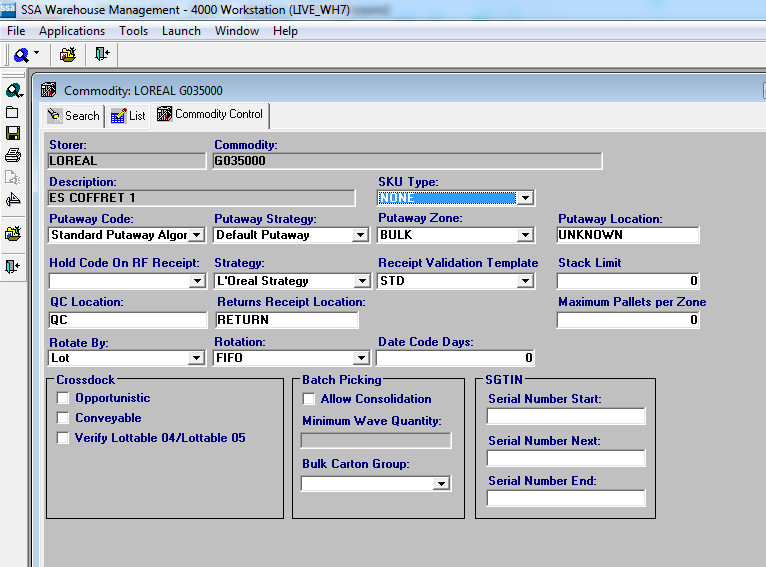 SSA Warehouse Management - 4000 Workstation (LIVE_WH7)
File Applications Tools Launch Window Help
Commodity: LOREAL G035000
Search List Commodity Control
Storer: Commodity:
LOREAL G035000
Description: SKU Type:
ES COFFRET 1 NONE
Putaway Code: Putaway Strategy: Putaway Zone: Putaway Location:
Standard Putaway Algor Default Putaway BULK UNKNOWN
Hold Code On RF Receipt: Strategy: Receipt Validation Template Stack Limit
L'Oreal Strategy STD 0
QC Location: Returns Receipt Location: Maximum Pallets per Zone
QC RETURN 0
Rotate By: Rotation: Date Code Days:
Lot FIFO 0
Crossdock Batch Picking SGTIN
Opportunistic Allow Consolidation Serial Number Start:
Conveyable Minimum Wave Quantity:
Verify Lottable 04/Lottable 05 Serial Number Next:
Bulk Carton Group:
Serial Number End: